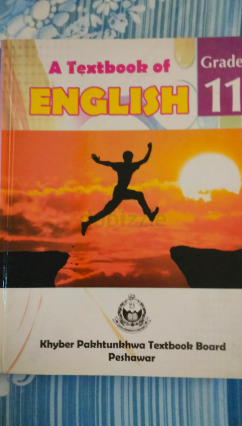 A Textbook of
Grade
ENGLISH
11
Khyber Pakhtunkhwa Textbook Board
Peshawar